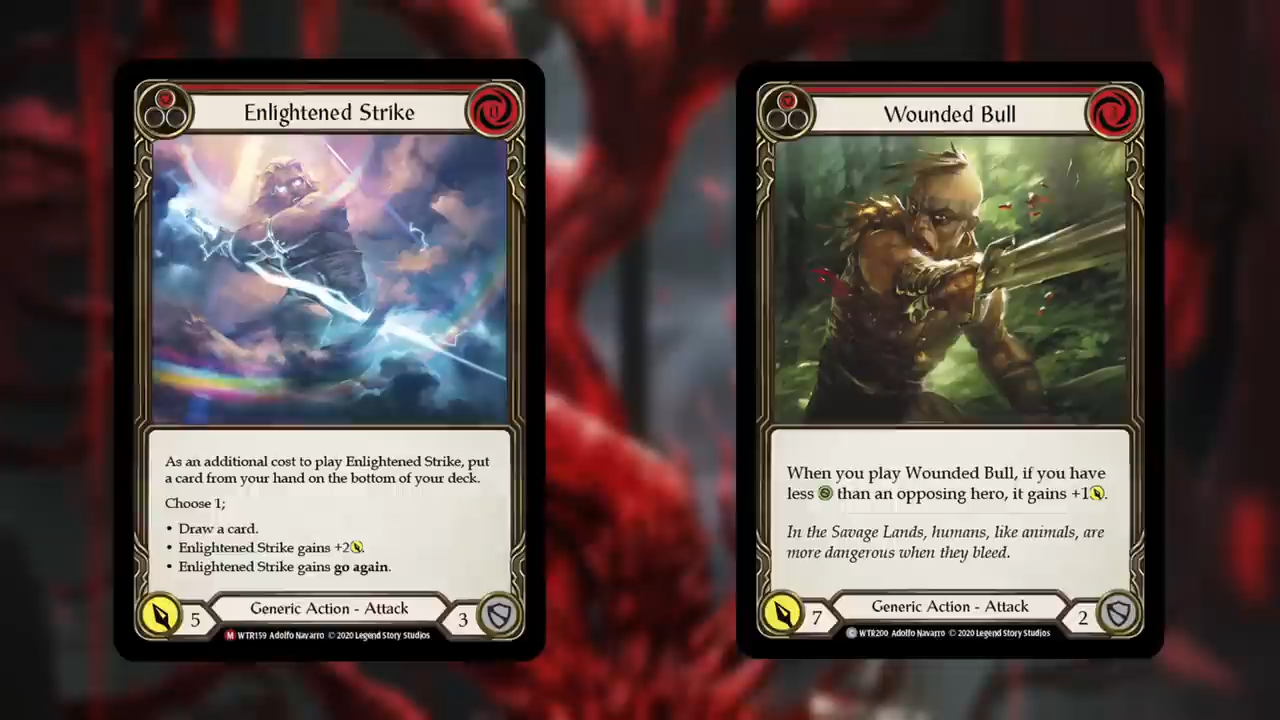 Enlightened Strike
As an additional cost to play Enlightened Strike, put
a card from your hand on the bottom of your deck.
Choose 1;
• Draw a card.
• Enlightened Strike gains +2.
• Enlightened Strike gains go again.
5
Generic Action - Attack
3
M WTR159 Adolfo Navarro © 2020 Legend Story Studios
Wounded Bull
When you play Wounded Bull, if you have
less than an opposing hero, it gains +1.
In the Savage Lands, humans, like animals, are
more dangerous when they bleed.
7
Generic Action - Attack
2
C WTR200 Adolfo Navarro © 2020 Legend Story Studios